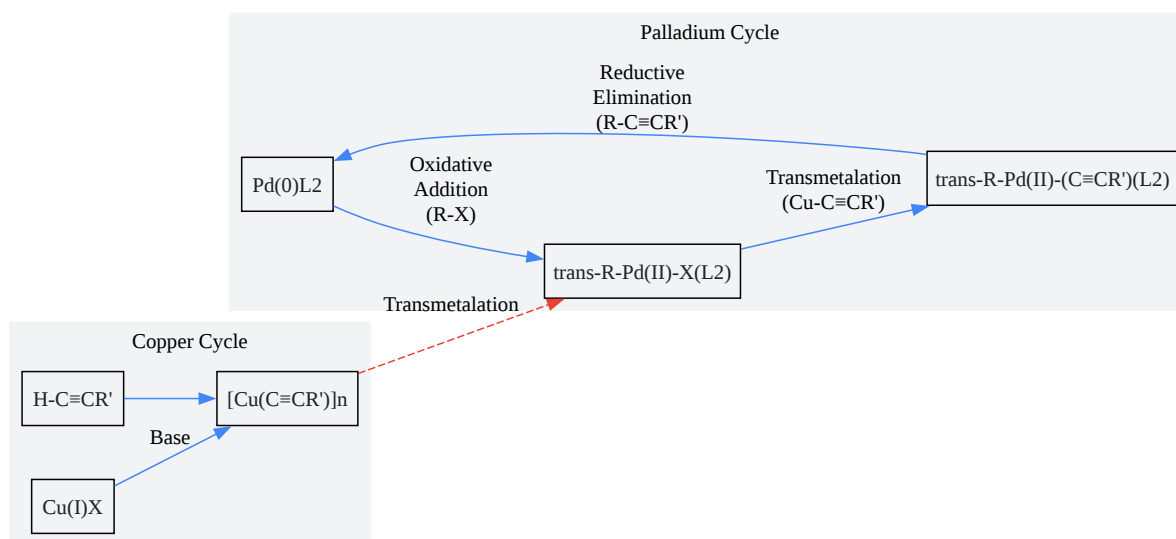 Palladium Cycle
Reductive
Elimination
(R-C≡CR')
Pd(0)L2
Oxidative
Addition
(R-X)
Transmetalation
(Cu-C≡CR')
trans-R-Pd(II)-(C≡CR')(L2)
trans-R-Pd(II)-X(L2)
Transmetalation
Copper Cycle
H-C≡CR'
[Cu(C≡CR')]n
Base
Cu(I)X